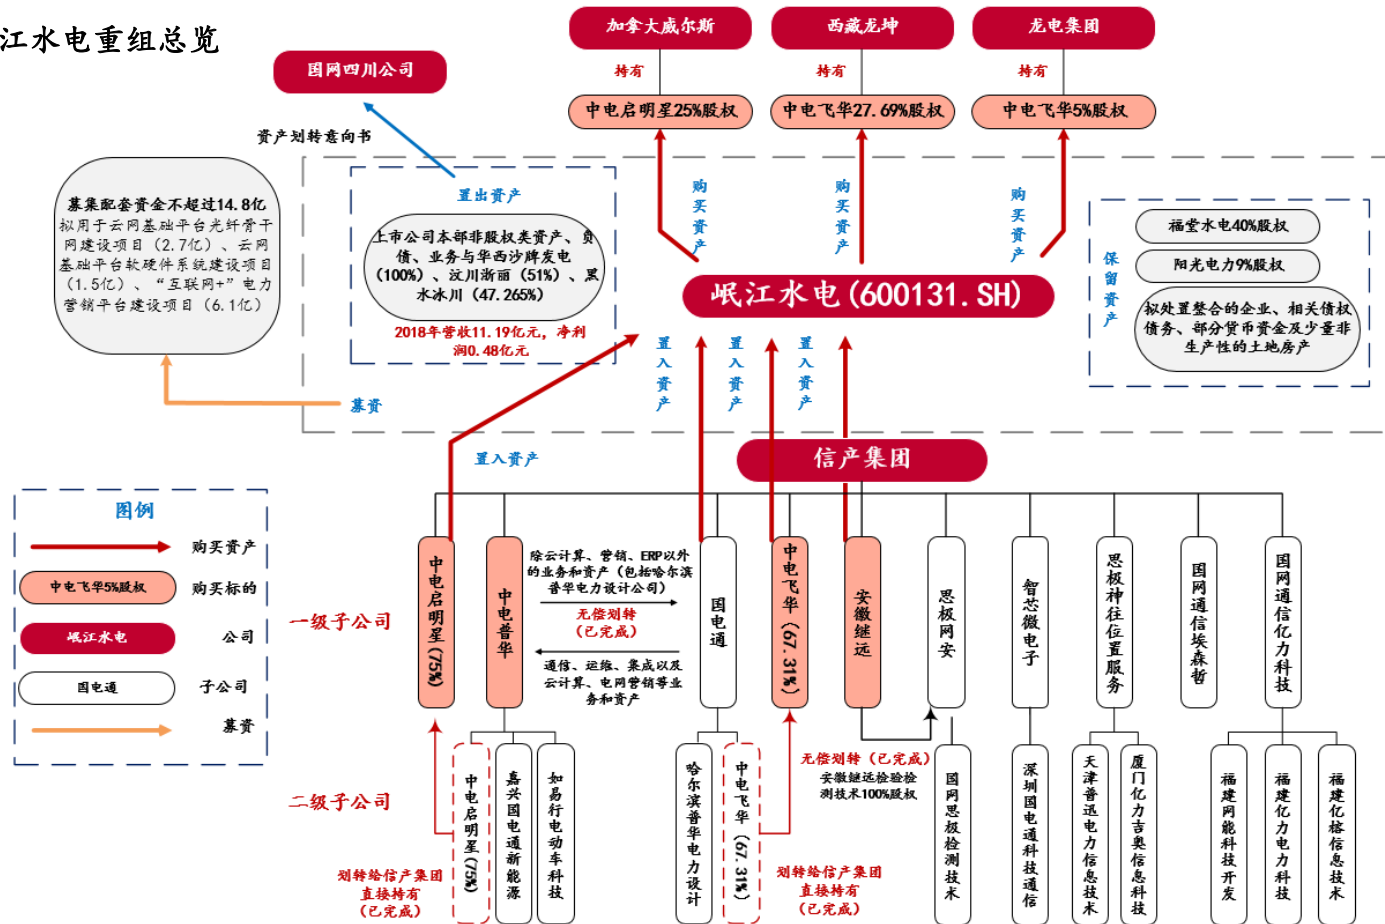 江水电重组总览
加拿大威尔斯
西藏龙坤
龙电集团
国网四川公司
持有
持有
持有
中电启明星25%股权
中电飞华27.69%股权
中电飞华5%股权
资产划转意向书
募集配套资金不超过14.8亿
拟用于云网基础平台光纤骨干
网建设项目（2.7亿）、云网
基础平台软硬件系统建设项目
（1.5亿）、“互联网+”电力
营销平台建设项目（6.1亿）
置出资产
上市公司本部非股权类资产、负
债、业务与华西沙牌发电
(100%）、汶川浙丽（51%）、黑
水冰川（47.265%）
2018年营收11.19亿元，净利
润0.48亿元
购买资产
购买资产
购买资产
岷江水电(600131.SH)
保留资产
福堂水电40%股权
阳光电力9%股权
拟处置整合的企业、相关债权
债务、部分货币资金及少量非
生产性的土地房产
置入资产
置入资产
置入资产
募资
置入资产
信产集团
图例
购买资产
中电飞华5%股权
购买标的
岷江水电
公司
国电通
子公司
募资
一级子公司
中电启明星(75%)
中电普华
除云计算、营销、ERP以外
的业务和资产（包括哈尔滨
普华电力设计公司）
无偿划转
（已完成）
通信、运维、集成以及
云计算、电网营销等业
务和资产
国电通
中电飞华（67.31%）
安徽继远
思极网安
智芯微电子
思极神往位置服务
国网通信埃森哲
国网通信亿力科技
二级子公司
中电启明星(75%)
嘉兴国电通新能源
如易行电动车科技
哈尔滨普华电力设计
中电飞华（67.31%）
无偿划转（已完成）
安徽继远检验检
测技术100%股权
国网思极检测技术
深圳国电通科技通信
天津普迅电力信息技术
厦门亿力吉奥信息科技
福建网能科技开发
福建亿力电力科技
福建亿榕信息技术
划转给信产集团
直接持有
（已完成）
划转给信产集团
直接持有
（已完成）